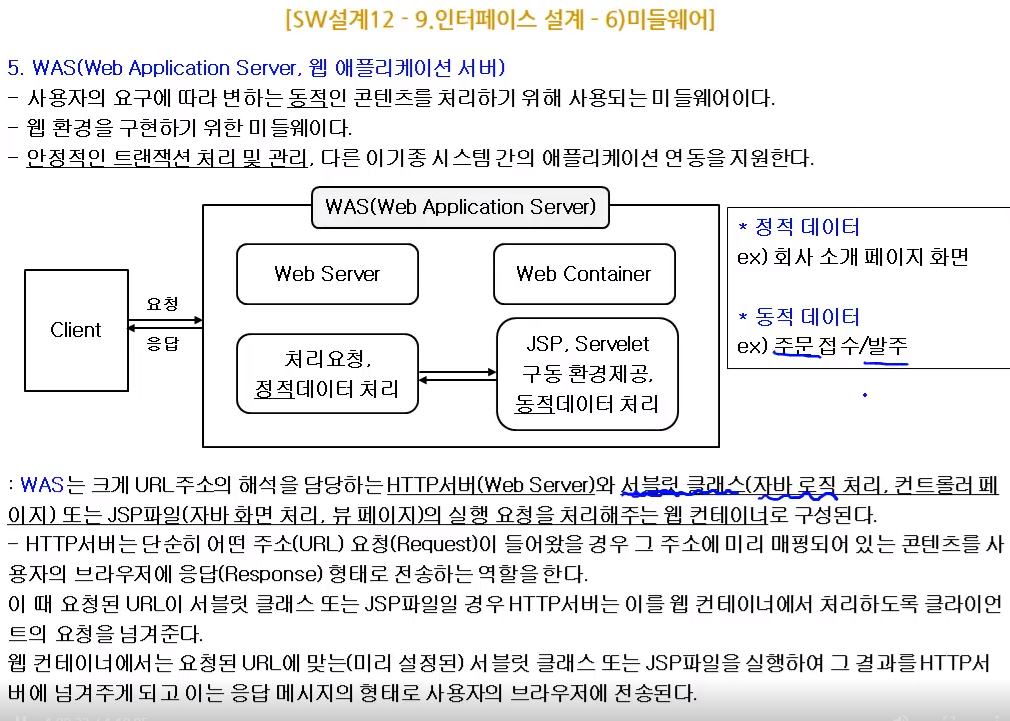 [SW설계12 - 9.인터페이스 설계 - 6)미들웨어]
5. WAS(Web Application Server, 웹 애플리케이션 서버)
- 사용자의 요구에 따라 변하는 동적인 콘텐츠를 처리하기 위해 사용되는 미들웨어이다.
- 웹 환경을 구현하기 위한 미들웨이다.
- 안정적인 트랜잭션 처리 및 관리, 다른 이기종 시스템 간의 애플리케이션 연동을 지원한다.
WAS(Web Application Server)
Client
요청
응답
Web Server
처리요청,
정적데이터 처리
Web Container
JSP, Servelet
구동 환경제공,
동적데이터 처리
* 정적 데이터
ex) 회사 소개 페이지 화면
* 동적 데이터
ex) 주문 접수/발주
: WAS는 크게 URL주소의 해석을 담당하는 HTTP서버(Web Server)와 서블릿 클래스(자바 로직 처리, 컨트롤러 페
이지) 또는 JSP파일(자바 화면 처리, 뷰 페이지)의 실행 요청을 처리해주는 웹 컨테이너로 구성된다.
- HTTP서버는 단순히 어떤 주소(URL) 요청(Request)이 들어왔을 경우 그 주소에 미리 매핑되어 있는 콘텐츠를 사
용자의 브라우저에 응답(Response) 형태로 전송하는 역할을 한다.
이 때 요청된 URL이 서블릿 클래스 또는 JSP파일일 경우 HTTP서버는 이를 웹 컨테이너에서 처리하도록 클라이언
트의 요청을 넘겨준다.
웹 컨테이너에서는 요청된 URL에 맞는(미리 설정된) 서블릿 클래스 또는 JSP파일을 실행하여 그 결과를 HTTP서
버에 넘겨주게 되고 이는 응답 메시지의 형태로 사용자의 브라우저에 전송된다.